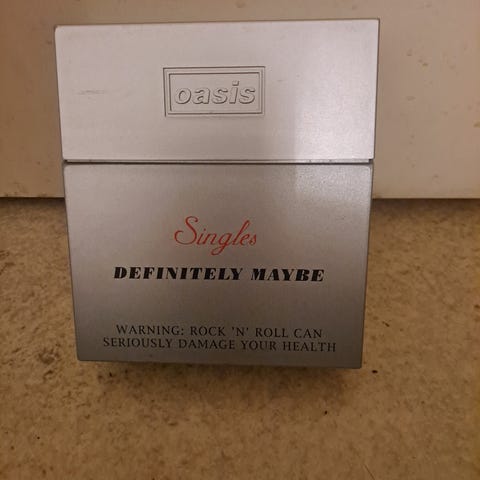 oasis
Singles
DEFINITELY MAYBE
WARNING: ROCK 'N' ROLL CAN
SERIOUSLY DAMAGE YOUR HEALTH